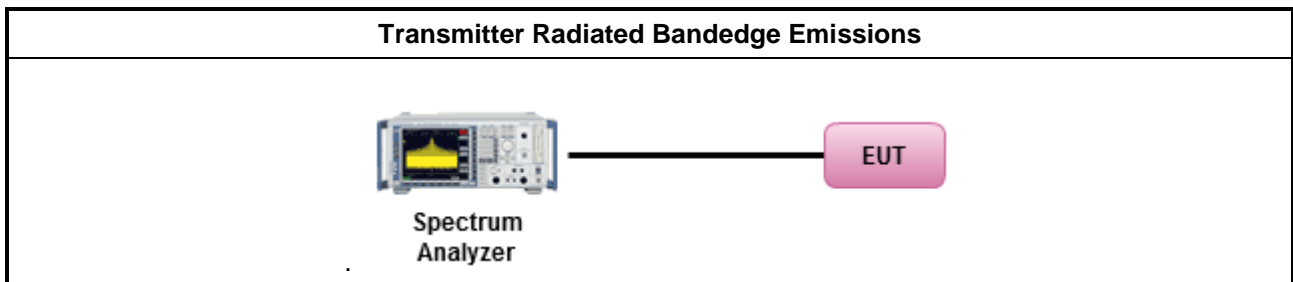 Transmitter Radiated Bandedge Emissions
EUT
Spectrum
Analyzer
.